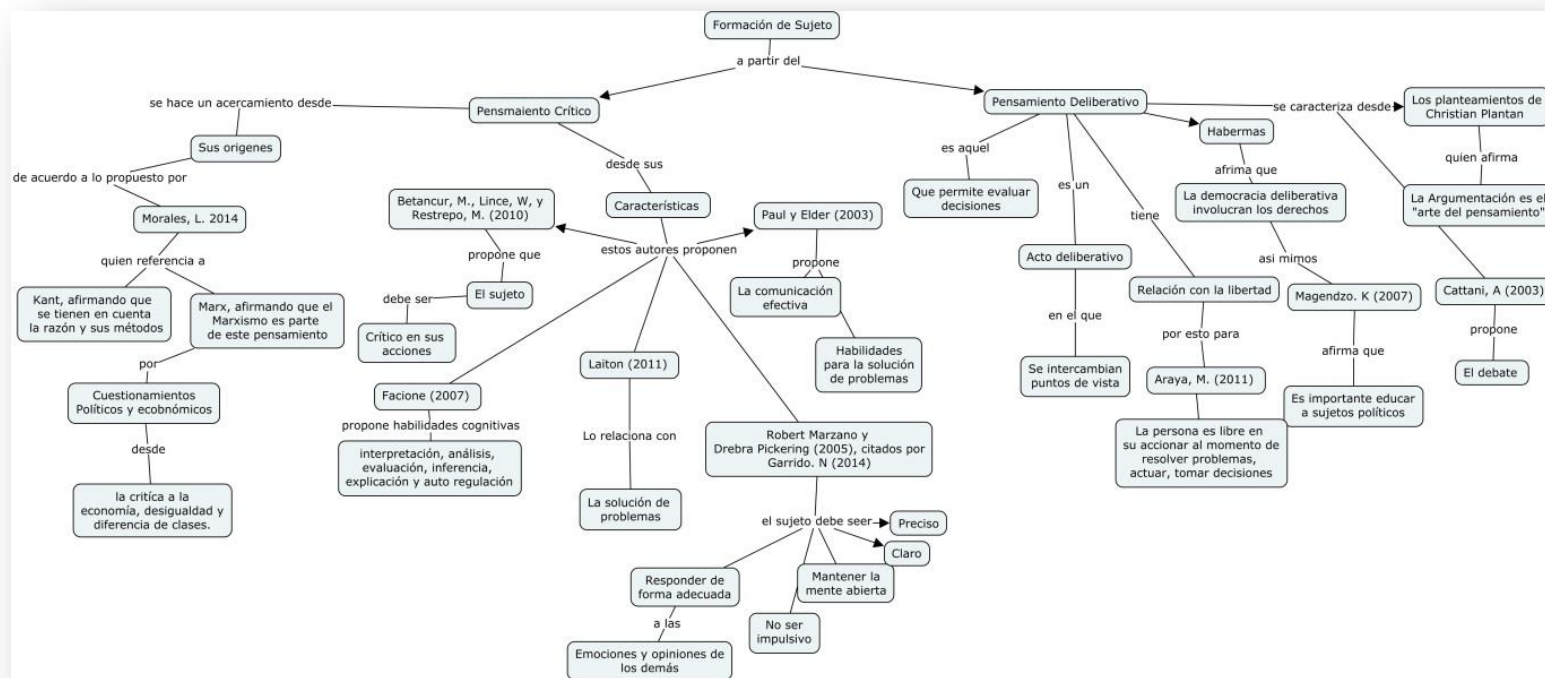 Formación de Sujeto
a partir del
Pensmaiento Crítico
se hace un acercamiento desde
Sus origenes
de acuerdo a lo propuesto por
Morales, L. 2014
quien referencia a
Kant, afirmando que
se tienen en cuenta
la razón y sus métodos
Marx, afirmando que el
Marxismo es parte
de este pensamiento
por
Cuestionamientos
Políticos y ecobnómicos
desde
la critíca a la
economía, desigualdad y
diferencia de clases.
desde sus
Características
estos autores proponen
Betancur, M., Lince, W, y
Restrepo, M. (2010)
propone que
El sujeto
debe ser
Crítico en sus
acciones
Facione (2007)
propone habilidades cognitivas
interpretación, análisis,
evaluación, inferencia,
explicación y auto regulación
Laiton (2011)
Lo relaciona con
La solución de
problemas
Robert Marzano y
Drebra Pickering (2005), citados por
Garrido. N (2014)
el sujeto debe seer
Preciso
Claro
Mantener la
mente abierta
No ser
impulsivo
Responder de
forma adecuada
a las
Emociones y opiniones de
los demás
Paul y Elder (2003)
propone
La comunicación
efectiva
Habilidades
para la solución
de problemas
Pensamiento Deliberativo
es aquel
Que permite evaluar
decisiones
es un
Acto deliberativo
en el que
Se intercambian
puntos de vista
tiene
Relación con la libertad
por esto para
Araya, M. (2011)
La persona es libre en
su accionar al momento de
resolver problemas,
actuar, tomar decisiones
Habermas
afirma que
La democracia deliberativa
involucran los derechos
asi mimos
Magendzo. K (2007)
afirma que
Es importante educar
a sujetos políticos
se caracteriza desde
Los planteamientos de
Christian Plantan
quien afirma
La Argumentación es el
"arte del pensamiento"
Cattani, A (2003)
propone
El debate